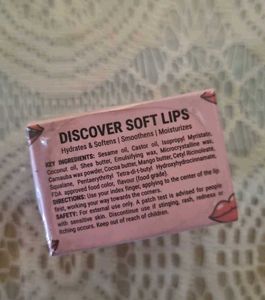 DISCOVER SOFT LIPS
Hydrates & Softens | Smoothens | Moisturizes
KEY INGREDIENTS: Sesame oil, Castor oil, Isopropyl Myristate,
Coconut oil, Shea butter, Emulsifying wax, Microcrystalline wax,
Carnauba wax powder, Cocoa butter, Mango butter, Cetyl Ricinoleate,
Squalane, Pentaerythetyl Tetra-di-t-butyl Hydroxyhydrocinnamate,
FDA approved food color, flavour (food grade).
DIRECTIONS: Use your index finger, applying to the center of the lip
first, working your way towards the corners.
SAFETY: For external use only. A patch test is advised for people
with sensitive skin. Discontinue use if stinging, rash, redness or
itching occurs. Keep out of reach of children.